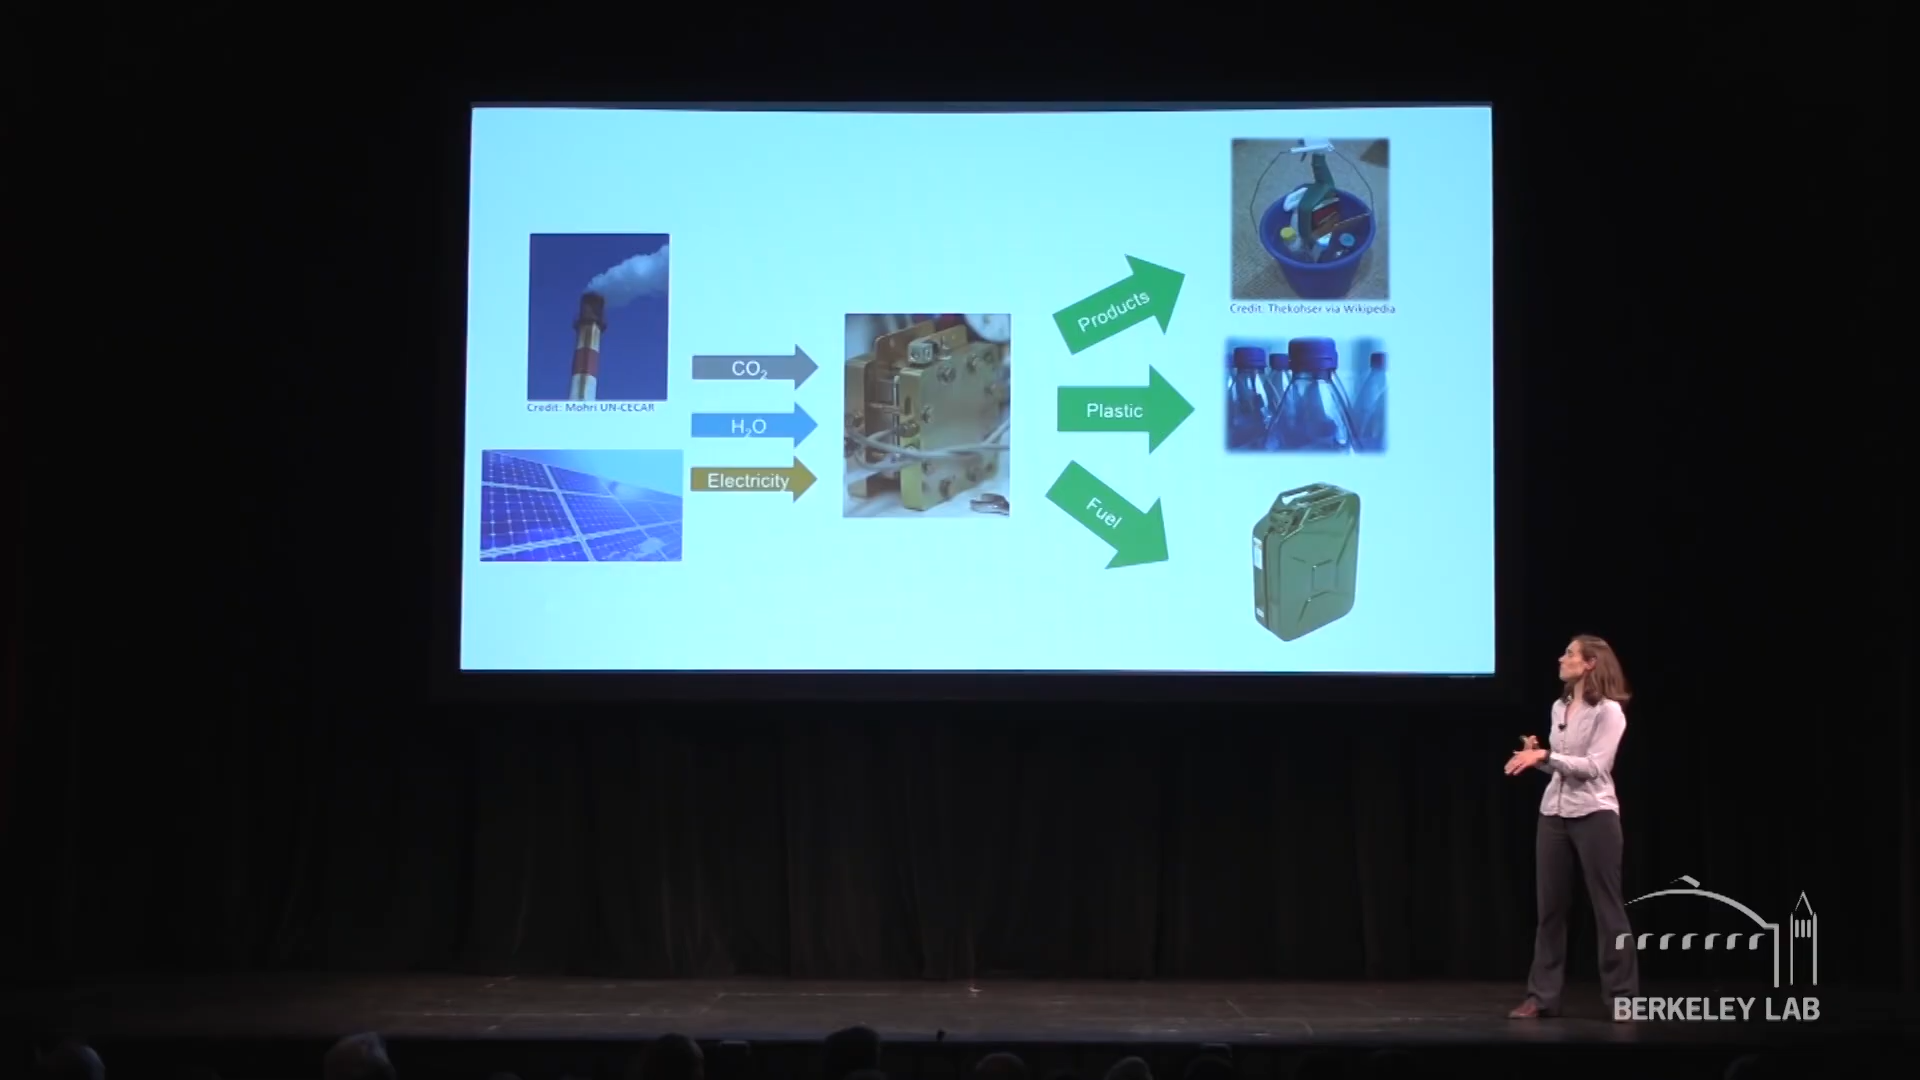 Credit: Mohri UN-CECAR
CO₂
H₂O
Electricity
Products
Plastic
Fuel
Credit: Thekohser via Wikipedia
BERKELEY LAB